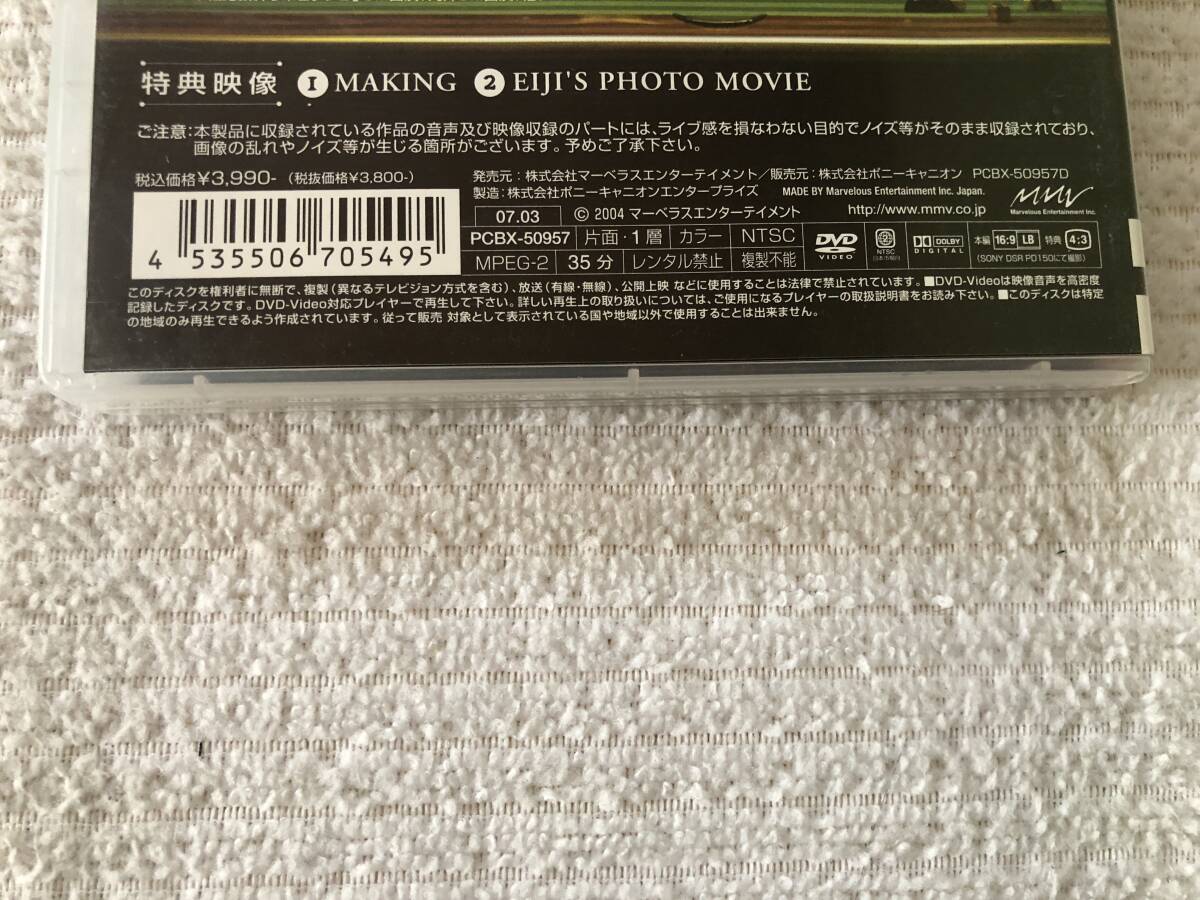 特典映像 1 MAKING 2 EIJI'S PHOTO MOVIE
ご注意：本製品に収録されている作品の音声及び映像収録のパートには、ライブ感を損なわない目的でノイズ等がそのまま収録されており、
画像の乱れやノイズ等が生じる箇所がございます。予めご了承下さい。
税込価格¥3,990-（税抜価格¥3,800-）
4 535506 705495
発売元：株式会社マーベラスエンターテイメント／販売元：株式会社ポニーキャニオン PCBX-50957D
製造：株式会社ポニーキャニオンエンタープライズ MADE BY Marvelous Entertainment Inc. Japan.
07.03 © 2004 マーベラスエンターテイメント http://www.mmv.co.jp
mmv
Marvelous Entertainment Inc.
PCBX-50957 片面・1層 カラー NTSC
MPEG-2 35分 レンタル禁止 複製不能
DVD VIDEO
2 NTSC 日本市場向
DOLBY DIGITAL
本編 16:9 LB 特典 4:3
(SONY DSR PD150にて撮影)
このディスクを権利者に無断で、複製（異なるテレビジョン方式を含む）、放送（有線・無線）、公開上映 などに使用することは法律で禁止されています。■DVD-Videoは映像音声を高密度
記録したディスクです。DVD-Video対応プレイヤーで再生して下さい。詳しい再生上の取り扱いについては、ご使用になるプレイヤーの取扱説明書をお読み下さい。■このディスクは特定
の地域のみ再生できるよう作成されています。従って販売 対象として表示されている国や地域以外で使用することは出来ません。